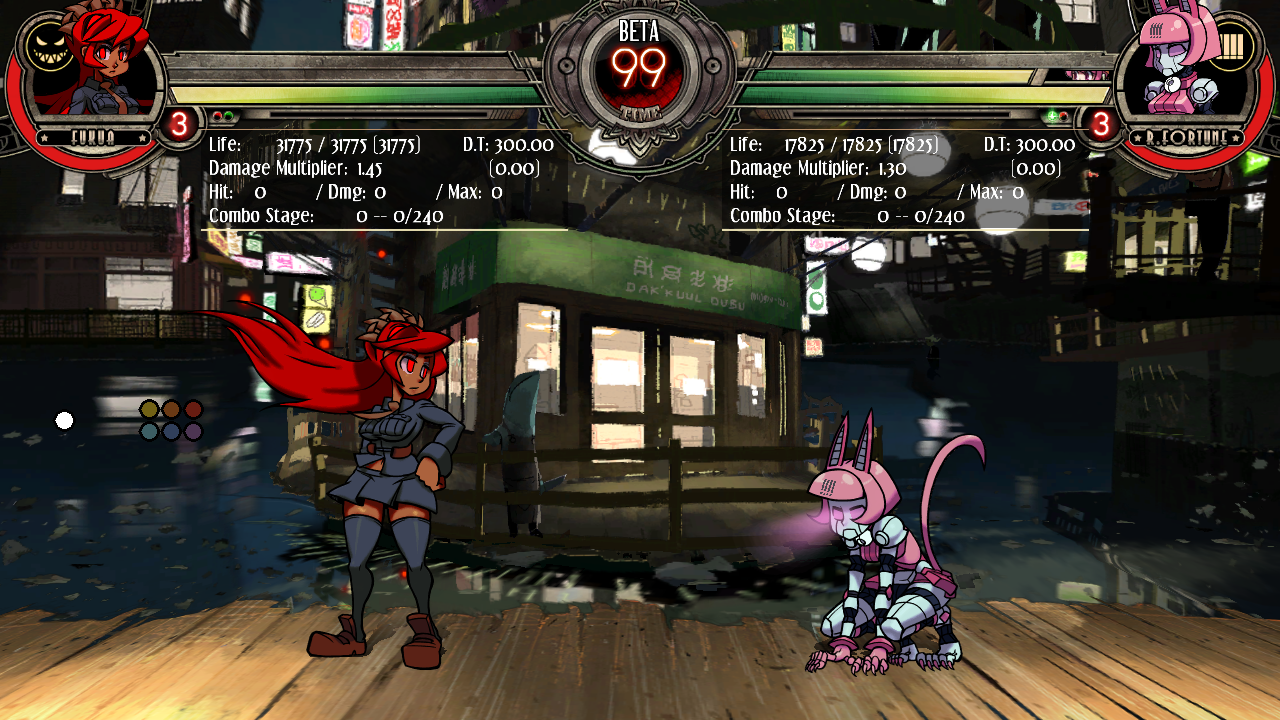 BETA
99
TIME
FUKUA
3
R.FORTUNE
3
Life: 31775 / 31775 (31775) D.T: 300.00
Damage Multiplier: 1.45 (0.00)
Hit: 0 / Dmg: 0 / Max: 0
Combo Stage: 0 -- 0/240
Life: 17825 / 17825 (17825) D.T: 300.00
Damage Multiplier: 1.30 (0.00)
Hit: 0 / Dmg: 0 / Max: 0
Combo Stage: 0 -- 0/240
DAK'KUUL OUSU